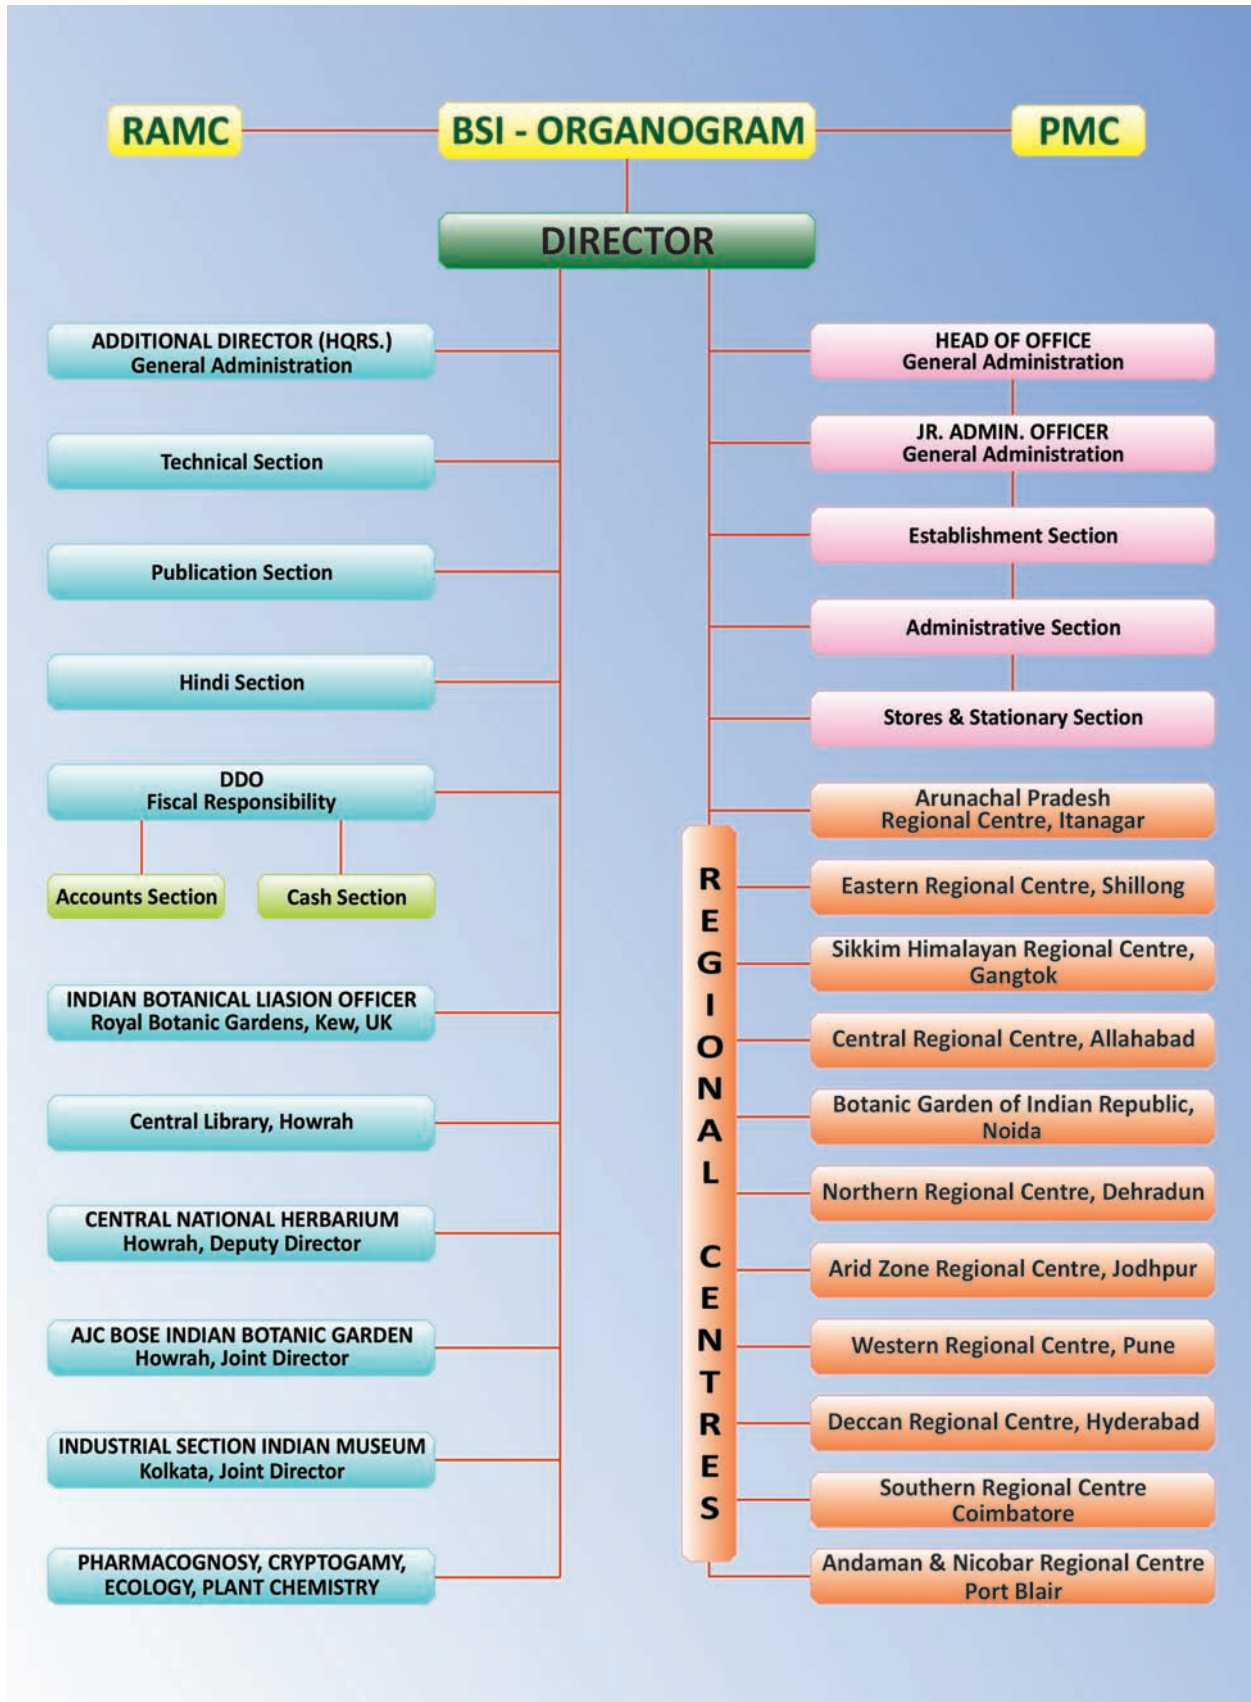 RAMC
BSI - ORGANOGRAM
PMC
DIRECTOR
ADDITIONAL DIRECTOR (HQRS.)
General Administration
Technical Section
Publication Section
Hindi Section
DDO
Fiscal Responsibility
Accounts Section
Cash Section
INDIAN BOTANICAL LIASION OFFICER
Royal Botanic Gardens, Kew, UK
Central Library, Howrah
CENTRAL NATIONAL HERBARIUM
Howrah, Deputy Director
AJC BOSE INDIAN BOTANIC GARDEN
Howrah, Joint Director
INDUSTRIAL SECTION INDIAN MUSEUM
Kolkata, Joint Director
PHARMACOGNOSY, CRYPTOGAMY,
ECOLOGY, PLANT CHEMISTRY
HEAD OF OFFICE
General Administration
JR. ADMIN. OFFICER
General Administration
Establishment Section
Administrative Section
Stores & Stationary Section
REGIONAL CENTRES
Arunachal Pradesh
Regional Centre, Itanagar
Eastern Regional Centre, Shillong
Sikkim Himalayan Regional Centre,
Gangtok
Central Regional Centre, Allahabad
Botanic Garden of Indian Republic,
Noida
Northern Regional Centre, Dehradun
Arid Zone Regional Centre, Jodhpur
Western Regional Centre, Pune
Deccan Regional Centre, Hyderabad
Southern Regional Centre
Coimbatore
Andaman & Nicobar Regional Centre
Port Blair